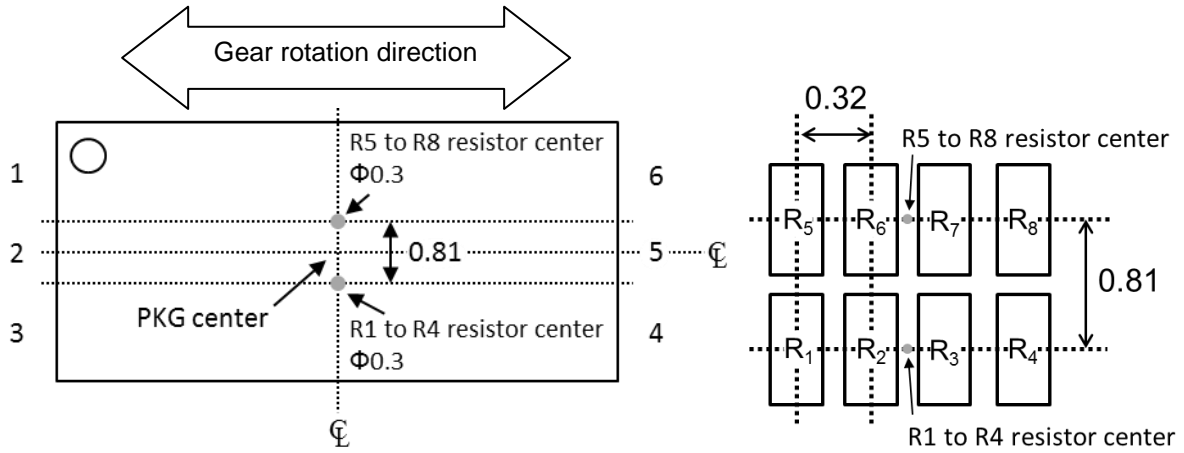 Gear rotation direction
R5 to R8 resistor center
Φ0.3
1
6
2
0.81
5
℄
PKG center
3
R1 to R4 resistor center
4
Φ0.3
℄
0.32
R5 to R8 resistor center
R5 R6 R7 R8
0.81
R1 R2 R3 R4
R1 to R4 resistor center